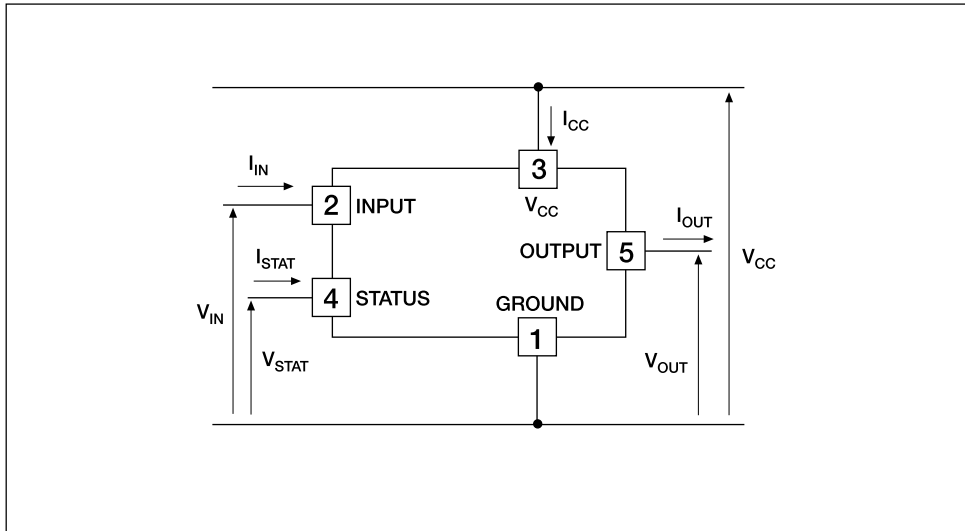 I_CC
3
V_CC
I_IN
2 INPUT
I_OUT
OUTPUT 5
V_CC
I_STAT
4 STATUS
GROUND
1
V_IN
V_STAT
V_OUT